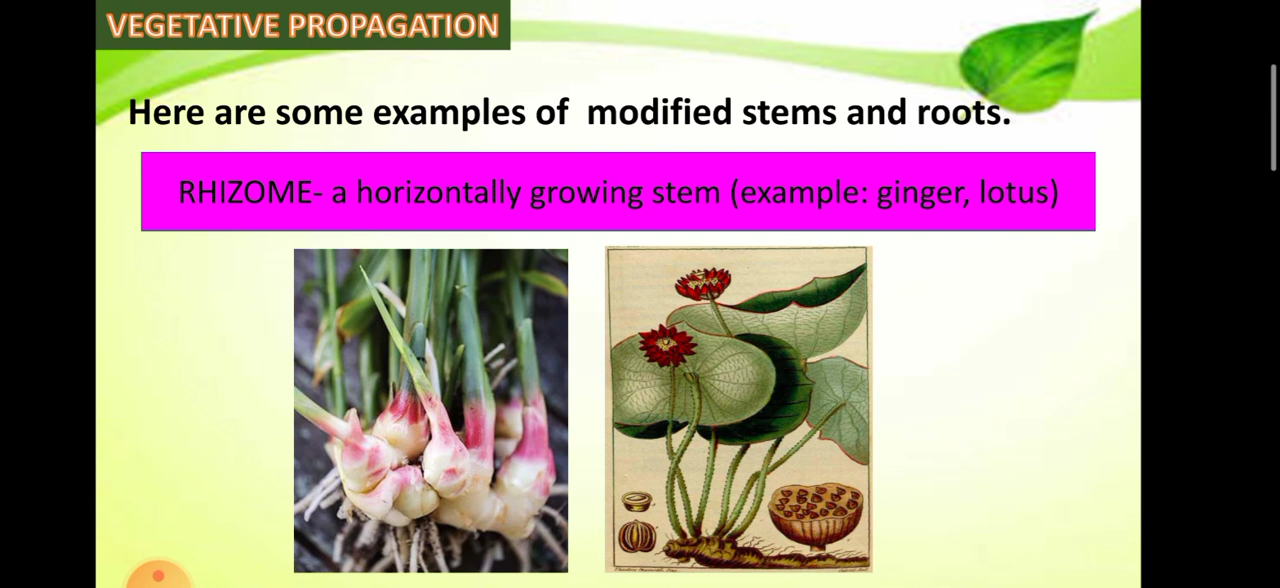 VEGETATIVE PROPAGATION
Here are some examples of modified stems and roots.
RHIZOME- a horizontally growing stem (example: ginger, lotus)